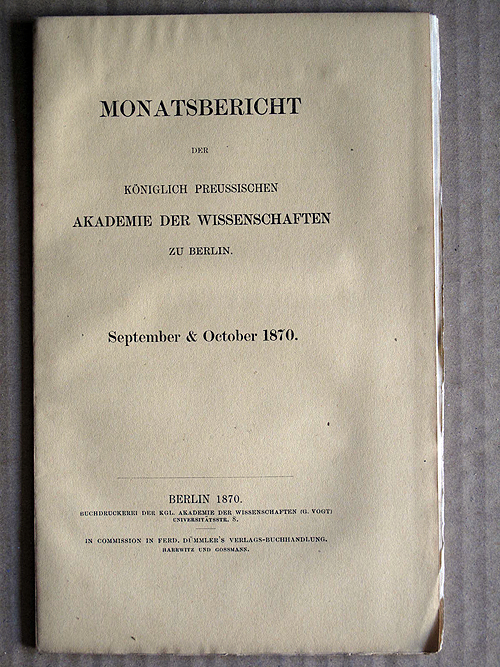 MONATSBERICHT
DER
KÖNIGLICH PREUSSISCHEN
AKADEMIE DER WISSENSCHAFTEN
ZU BERLIN.
September & October 1870.
BERLIN 1870.
BUCHDRUCKEREI DER KGL. AKADEMIE DER WISSENSCHAFTEN (G. VOGT)
UNIVERSITÄTSSTR. 8.
IN COMMISSION IN FERD. DÜMMLER'S VERLAGS-BUCHHANDLUNG.
HARRWITZ UND GOSSMANN.